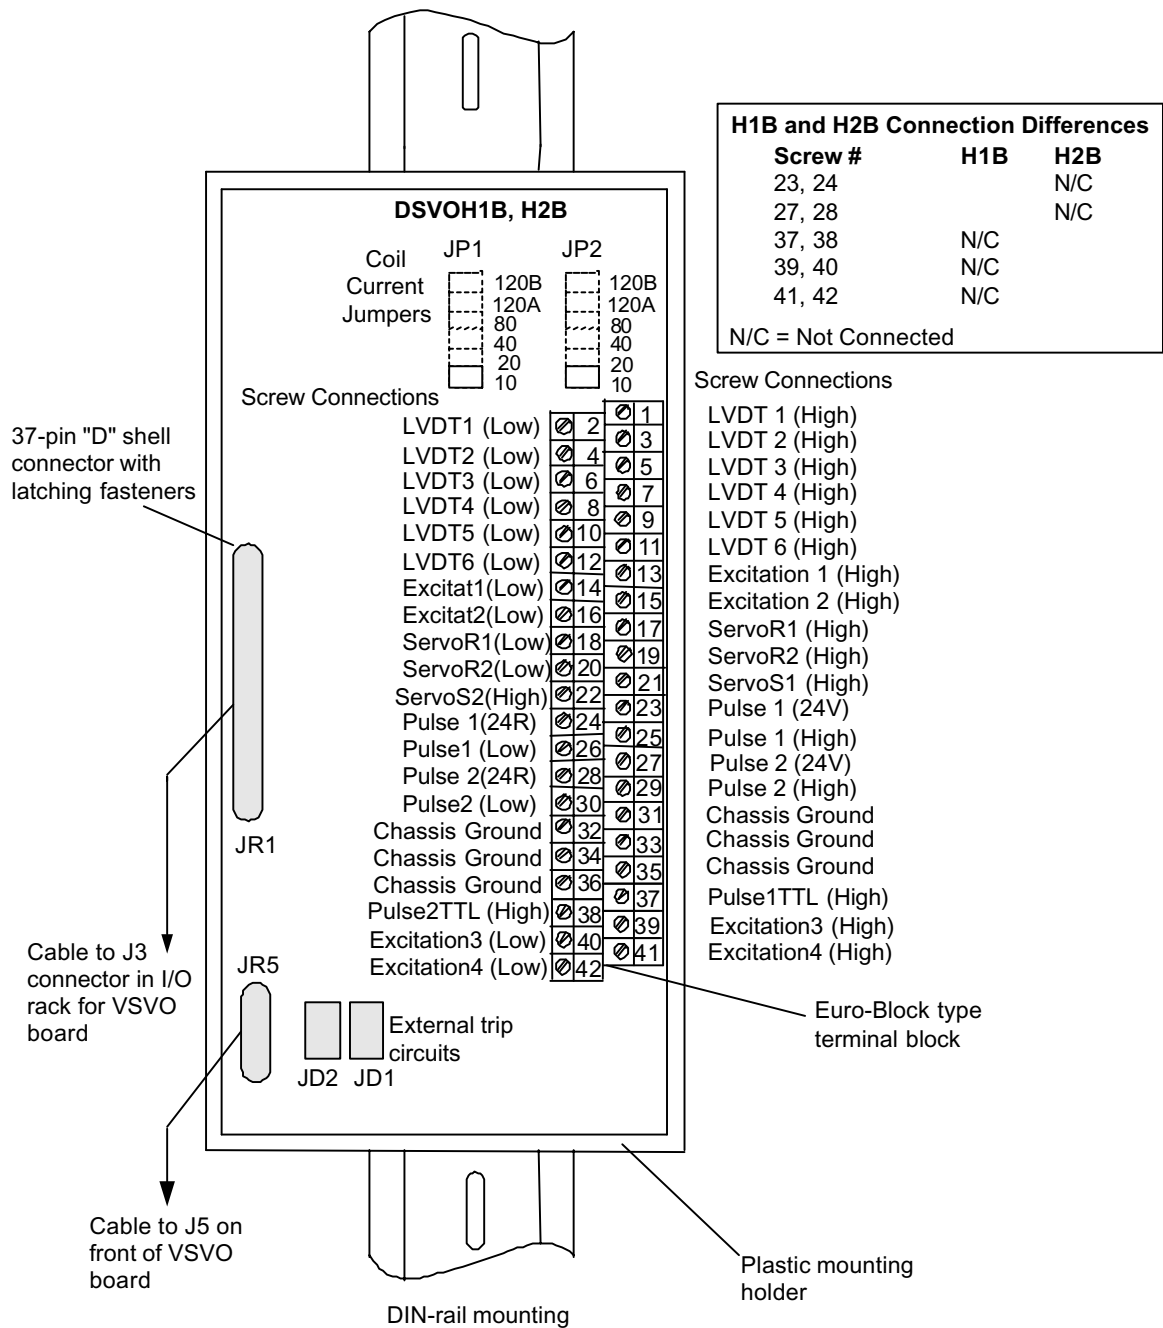 H1B and H2B Connection Differences
Screw # H1B H2B
23, 24 N/C
27, 28 N/C
37, 38 N/C
39, 40 N/C
41, 42 N/C
N/C = Not Connected
DSVOH1B, H2B
Coil
Current
Jumpers
JP1
120B
120A
80
40
20
10
JP2
120B
120A
80
40
20
10
Screw Connections
LVDT1 (Low) 2
LVDT2 (Low) 4
LVDT3 (Low) 6
LVDT4 (Low) 8
LVDT5 (Low) 10
LVDT6 (Low) 12
Excitat1(Low) 14
Excitat2(Low) 16
ServoR1(Low) 18
ServoR2(Low) 20
ServoS2(High) 22
Pulse 1(24R) 24
Pulse1 (Low) 26
Pulse 2(24R) 28
Pulse2 (Low) 30
Chassis Ground 32
Chassis Ground 34
Chassis Ground 36
Pulse2TTL (High) 38
Excitation3 (Low) 40
Excitation4 (Low) 42
Screw Connections
1 LVDT 1 (High)
3 LVDT 2 (High)
5 LVDT 3 (High)
7 LVDT 4 (High)
9 LVDT 5 (High)
11 LVDT 6 (High)
13 Excitation 1 (High)
15 Excitation 2 (High)
17 ServoR1 (High)
19 ServoR2 (High)
21 ServoS1 (High)
23 Pulse 1 (24V)
25 Pulse 1 (High)
27 Pulse 2 (24V)
29 Pulse 2 (High)
31 Chassis Ground
33 Chassis Ground
35 Chassis Ground
37 Pulse1TTL (High)
39 Excitation3 (High)
41 Excitation4 (High)
37-pin "D" shell
connector with
latching fasteners
JR1
Cable to J3
connector in I/O
rack for VSVO
board
JR5
JD2 JD1
External trip
circuits
Euro-Block type
terminal block
Cable to J5 on
front of VSVO
board
Plastic mounting
holder
DIN-rail mounting